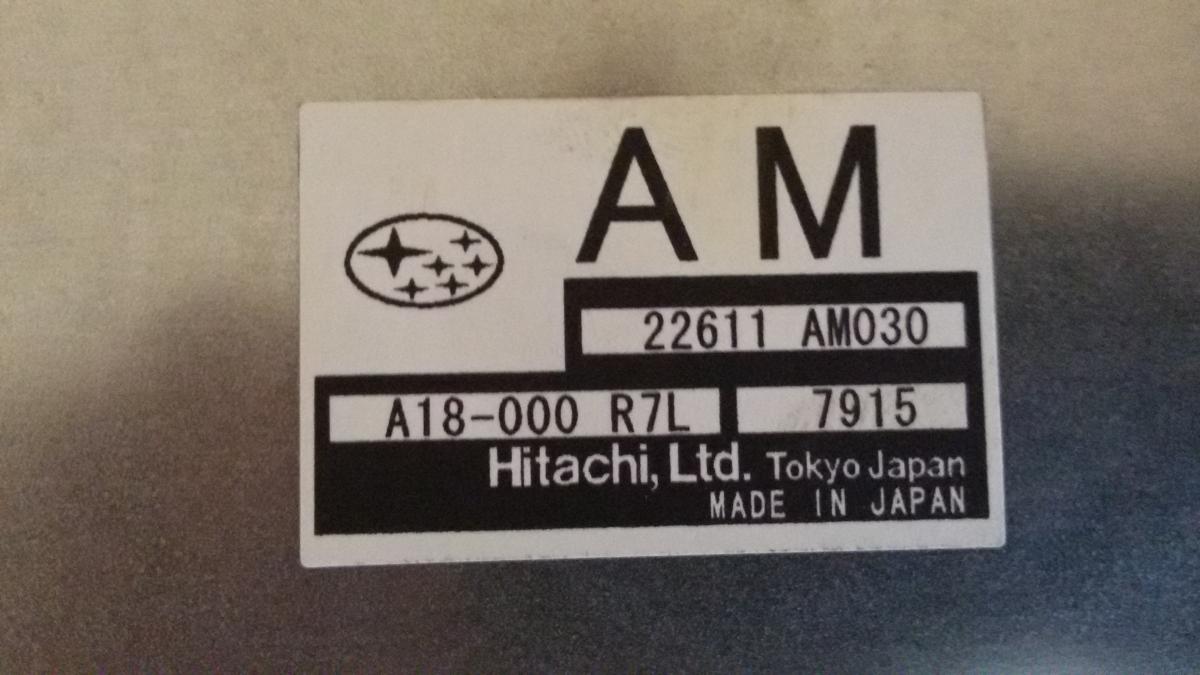 AM
22611 AM030
A18-000 R7L 7915
Hitachi, Ltd. Tokyo Japan
MADE IN JAPAN